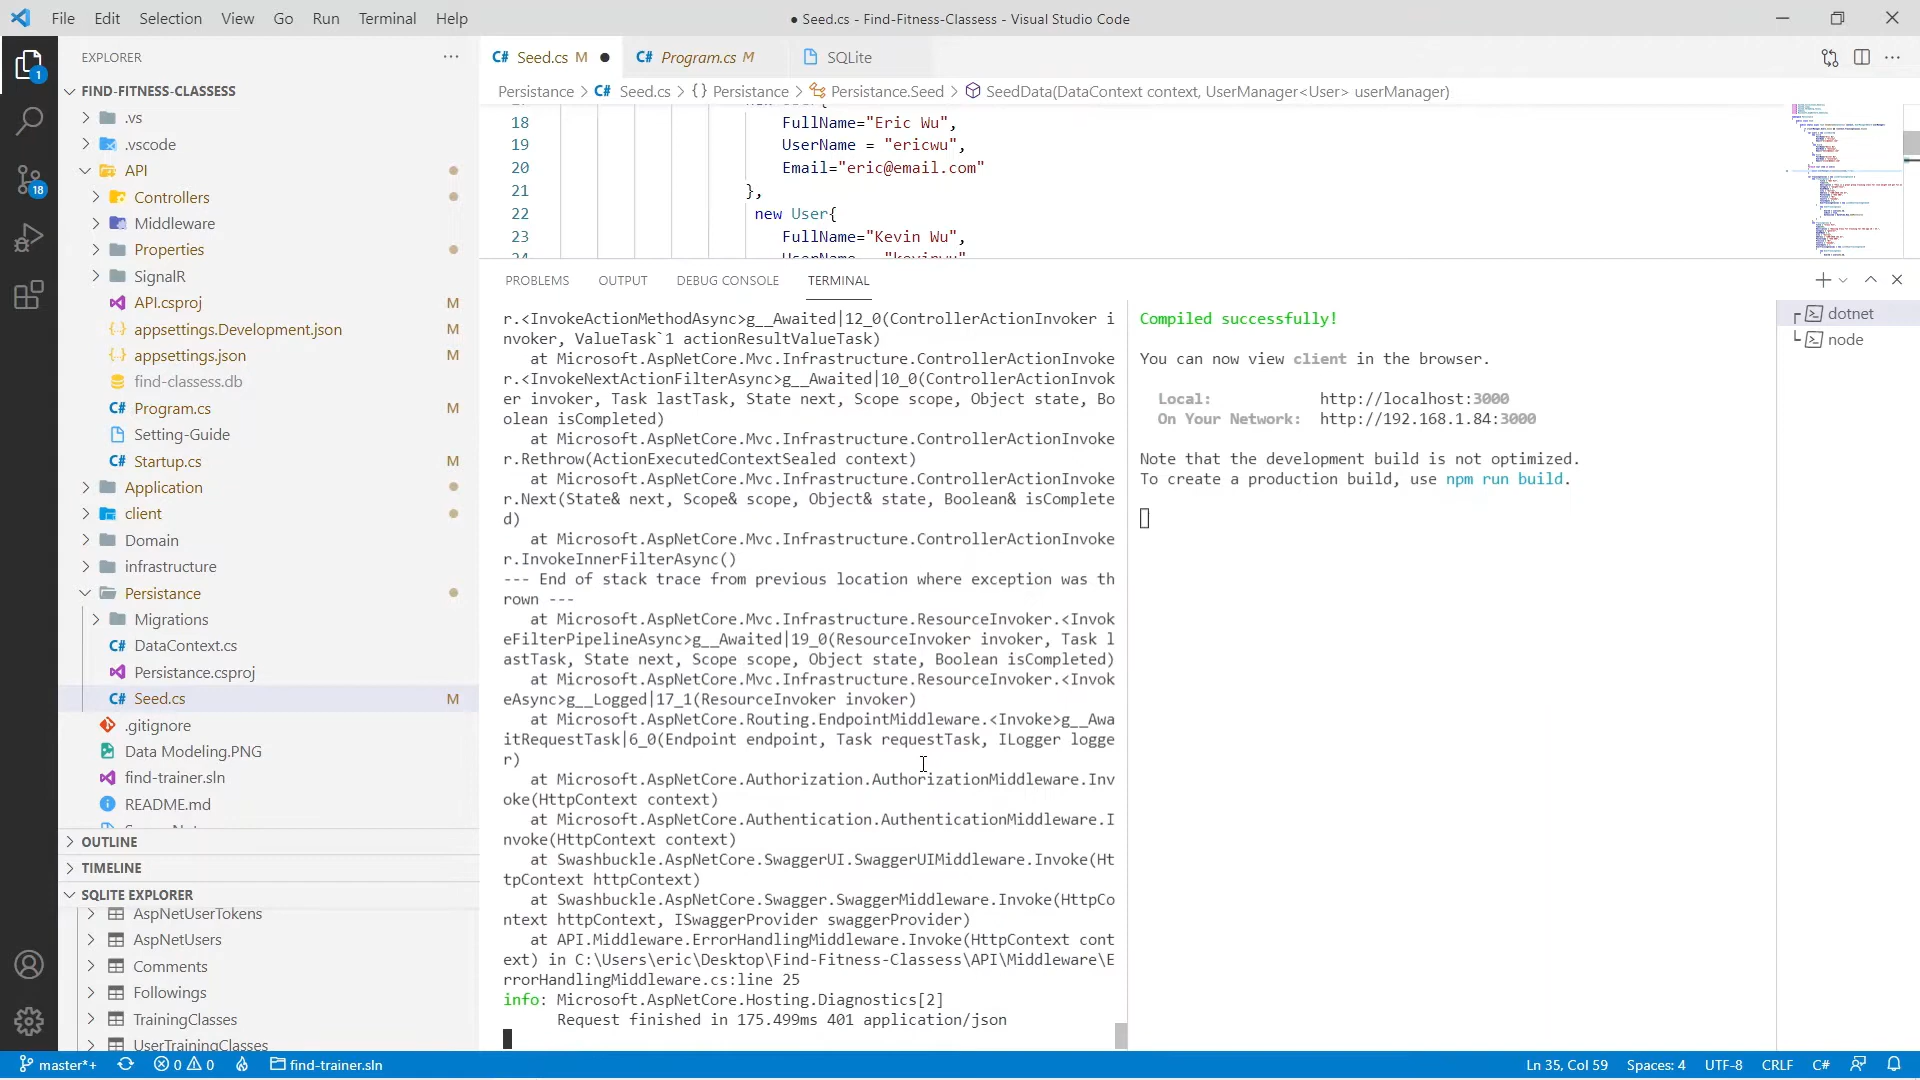 File Edit Selection View Go Run Terminal Help
● Seed.cs - Find-Fitness-Classess - Visual Studio Code
EXPLORER
FIND-FITNESS-CLASSESS
.vs
.vscode
API
Controllers
Middleware
Properties
SignalR
API.csproj M
appsettings.Development.json M
appsettings.json M
find-classess.db
Program.cs M
Setting-Guide
Startup.cs M
Application
client
Domain
infrastructure
Persistance
Migrations
DataContext.cs
Persistance.csproj
Seed.cs M
.gitignore
Data Modeling.PNG
find-trainer.sln
README.md
OUTLINE
TIMELINE
SQLITE EXPLORER
AspNetUserTokens
AspNetUsers
Comments
Followings
TrainingClasses
UserTrainingClasses
1
18
C# Seed.cs M ● C# Program.cs M SQLite
Persistance > C# Seed.cs > {} Persistance > Persistance.Seed > SeedData(DataContext context, UserManager<User> userManager)
18 FullName="Eric Wu",
19 UserName = "ericwu",
20 Email="eric@email.com"
21 },
22 new User{
23 FullName="Kevin Wu",
24 UserName = "kevinwu"
PROBLEMS OUTPUT DEBUG CONSOLE TERMINAL
r.<InvokeActionMethodAsync>g__Awaited|12_0(ControllerActionInvoker i
nvoker, ValueTask`1 actionResultValueTask)
at Microsoft.AspNetCore.Mvc.Infrastructure.ControllerActionInvoke
r.<InvokeNextActionFilterAsync>g__Awaited|10_0(ControllerActionInvok
er invoker, Task lastTask, State next, Scope scope, Object state, Bo
olean isCompleted)
at Microsoft.AspNetCore.Mvc.Infrastructure.ControllerActionInvoke
r.Rethrow(ActionExecutedContextSealed context)
at Microsoft.AspNetCore.Mvc.Infrastructure.ControllerActionInvoke
r.Next(State& next, Scope& scope, Object& state, Boolean& isComplete
d)
at Microsoft.AspNetCore.Mvc.Infrastructure.ControllerActionInvoke
r.InvokeInnerFilterAsync()
--- End of stack trace from previous location where exception was th
rown ---
at Microsoft.AspNetCore.Mvc.Infrastructure.ResourceInvoker.<Invok
eFilterPipelineAsync>g__Awaited|19_0(ResourceInvoker invoker, Task l
astTask, State next, Scope scope, Object state, Boolean isCompleted)
at Microsoft.AspNetCore.Mvc.Infrastructure.ResourceInvoker.<Invok
eAsync>g__Logged|17_1(ResourceInvoker invoker)
at Microsoft.AspNetCore.Routing.EndpointMiddleware.<Invoke>g__Awa
itRequestTask|6_0(Endpoint endpoint, Task requestTask, ILogger logge
r)
at Microsoft.AspNetCore.Authorization.AuthorizationMiddleware.Inv
oke(HttpContext context)
at Microsoft.AspNetCore.Authentication.AuthenticationMiddleware.I
nvoke(HttpContext context)
at Swashbuckle.AspNetCore.SwaggerUI.SwaggerUIMiddleware.Invoke(Ht
tpContext httpContext)
at Swashbuckle.AspNetCore.Swagger.SwaggerMiddleware.Invoke(HttpCo
ntext httpContext, ISwaggerProvider swaggerProvider)
at API.Middleware.ErrorHandlingMiddleware.Invoke(HttpContext cont
ext) in C:\Users\eric\Desktop\Find-Fitness-Classess\API\Middleware\E
rrorHandlingMiddleware.cs:line 25
info: Microsoft.AspNetCore.Hosting.Diagnostics[2]
Request finished in 175.499ms 401 application/json
Compiled successfully!
You can now view client in the browser.
Local: http://localhost:3000
On Your Network: http://192.168.1.84:3000
Note that the development build is not optimized.
To create a production build, use npm run build.
dotnet
node
master*+ 0 0 find-trainer.sln
Ln 35, Col 59 Spaces: 4 UTF-8 CRLF C#